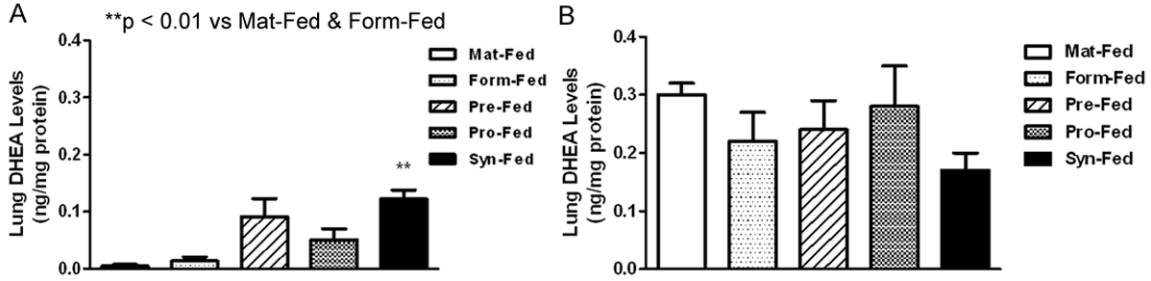 A
**p < 0.01 vs Mat-Fed & Form-Fed
Lung DHEA Levels
(ng/mg protein)
0.4
0.3
0.2
0.1
0.0
**
Mat-Fed
Form-Fed
Pre-Fed
Pro-Fed
Syn-Fed
B
Lung DHEA Levels
(ng/mg protein)
0.4
0.3
0.2
0.1
0.0
Mat-Fed
Form-Fed
Pre-Fed
Pro-Fed
Syn-Fed